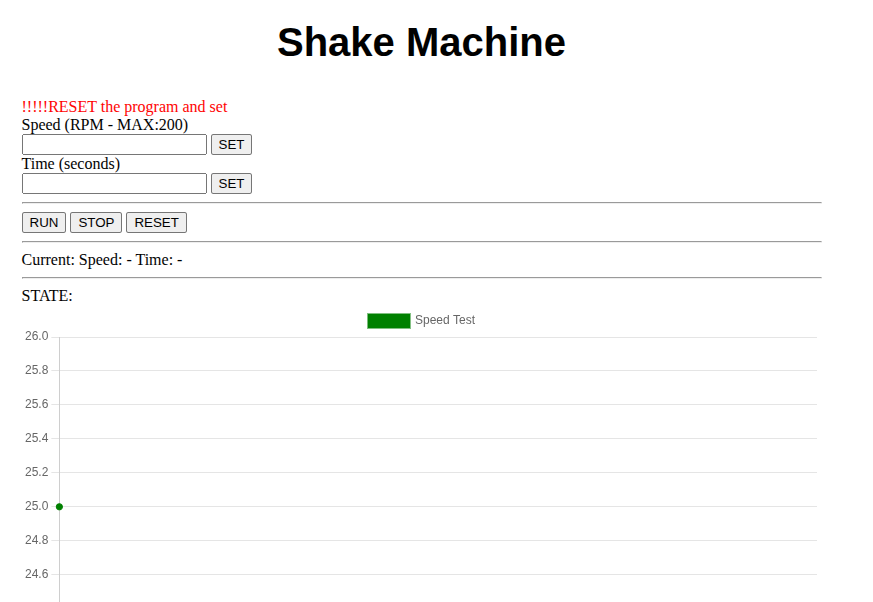 Shake Machine
!!!!!RESET the program and set
Speed (RPM - MAX:200)
SET
Time (seconds)
SET
RUN STOP RESET
Current: Speed: - Time: -
STATE:
Speed Test
26.0
25.8
25.6
25.4
25.2
25.0
24.8
24.6